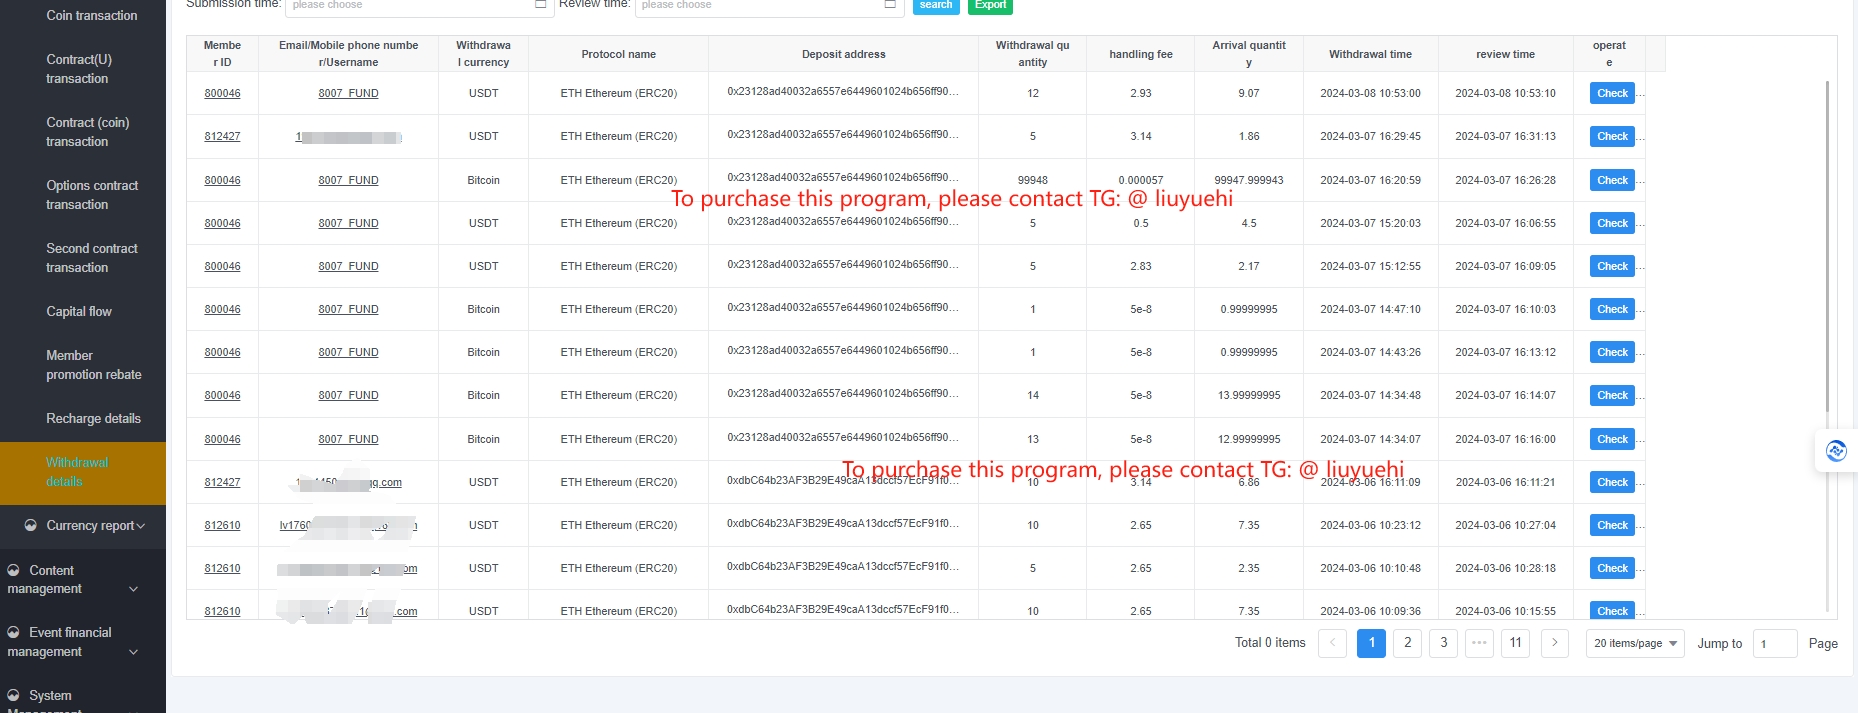 Coin transaction
Contract(U)
transaction
Contract (coin)
transaction
Options contract
transaction
Second contract
transaction
Capital flow
Member
promotion rebate
Recharge details
Withdrawal
details
Currency report
Content
management
Event financial
management
System
Management
Submission time: please choose Review time: please choose search Export
Membe
r ID
Email/Mobile phone numbe
r/Username
Withdrawa
l currency
Protocol name
Deposit address
Withdrawal qu
antity
handling fee
Arrival quantit
y
Withdrawal time
review time
operat
e
800046 8007_FUND USDT ETH Ethereum (ERC20) 0x23128ad40032a6557e6449601024b656ff90... 12 2.93 9.07 2024-03-08 10:53:00 2024-03-08 10:53:10 Check ...
812427 1 USDT ETH Ethereum (ERC20) 0x23128ad40032a6557e6449601024b656ff90... 5 3.14 1.86 2024-03-07 16:29:45 2024-03-07 16:31:13 Check ...
800046 8007_FUND Bitcoin ETH Ethereum (ERC20) 0x23128ad40032a6557e6449601024b656ff90... 99948 0.000057 99947.999943 2024-03-07 16:20:59 2024-03-07 16:26:28 Check ...
To purchase this program, please contact TG: @ liuyuehi
800046 8007_FUND USDT ETH Ethereum (ERC20) 0x23128ad40032a6557e6449601024b656ff90... 5 0.5 4.5 2024-03-07 15:20:03 2024-03-07 16:06:55 Check ...
800046 8007_FUND USDT ETH Ethereum (ERC20) 0x23128ad40032a6557e6449601024b656ff90... 5 2.83 2.17 2024-03-07 15:12:55 2024-03-07 16:09:05 Check ...
800046 8007_FUND Bitcoin ETH Ethereum (ERC20) 0x23128ad40032a6557e6449601024b656ff90... 1 5e-8 0.99999995 2024-03-07 14:47:10 2024-03-07 16:10:03 Check ...
800046 8007_FUND Bitcoin ETH Ethereum (ERC20) 0x23128ad40032a6557e6449601024b656ff90... 1 5e-8 0.99999995 2024-03-07 14:43:26 2024-03-07 16:13:12 Check ...
800046 8007_FUND Bitcoin ETH Ethereum (ERC20) 0x23128ad40032a6557e6449601024b656ff90... 14 5e-8 13.99999995 2024-03-07 14:34:48 2024-03-07 16:14:07 Check ...
800046 8007_FUND Bitcoin ETH Ethereum (ERC20) 0x23128ad40032a6557e6449601024b656ff90... 13 5e-8 12.99999995 2024-03-07 14:34:07 2024-03-07 16:16:00 Check ...
To purchase this program, please contact TG: @ liuyuehi
812427 qq.com USDT ETH Ethereum (ERC20) 0xdbC64b23AF3B29E49caA13dccf57EcF91f0... 10 3.14 6.86 2024-03-06 16:11:09 2024-03-06 16:11:21 Check ...
812610 lv1760 USDT ETH Ethereum (ERC20) 0xdbC64b23AF3B29E49caA13dccf57EcF91f0... 10 2.65 7.35 2024-03-06 10:23:12 2024-03-06 10:27:04 Check ...
812610 om USDT ETH Ethereum (ERC20) 0xdbC64b23AF3B29E49caA13dccf57EcF91f0... 5 2.65 2.35 2024-03-06 10:10:48 2024-03-06 10:28:18 Check ...
812610 .com USDT ETH Ethereum (ERC20) 0xdbC64b23AF3B29E49caA13dccf57EcF91f0... 10 2.65 7.35 2024-03-06 10:09:36 2024-03-06 10:15:55 Check ...
Total 0 items 1 2 3 ••• 11 20 items/page Jump to 1 Page